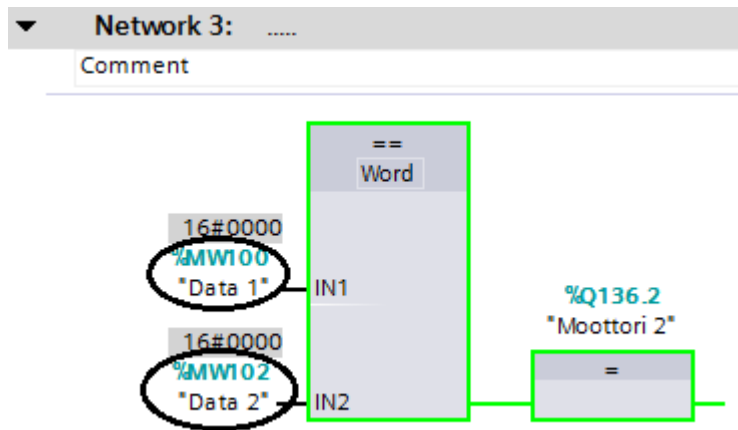 Network 3: .....
Comment
==
Word
16#0000
%MW100
"Data 1"
IN1
16#0000
%MW102
"Data 2"
IN2
%Q136.2
"Moottori 2"
=